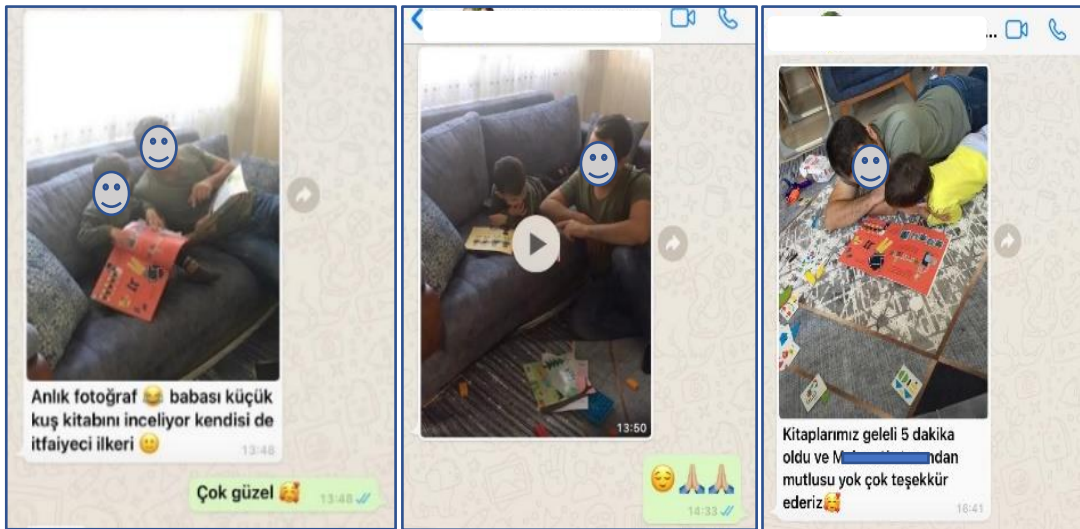 Anlık fotoğraf 😂 babası küçük
kuş kitabını inceliyor kendisi de
itfaiyeci ilkeri 🙂
13:48
Çok güzel 🥰 13:48
13:50
😌🙏🏼🙏🏼
14:33
...
Kitaplarımız geleli 5 dakika
oldu ve
mutlusu yok çok teşekkür
ederiz🥰
16:41